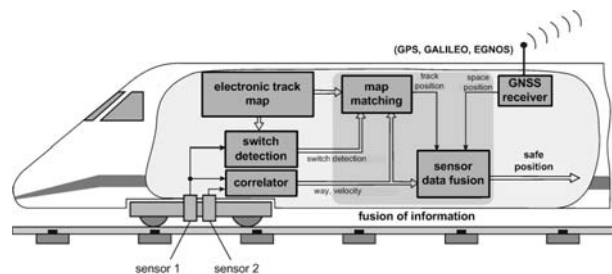 (GPS, GALILEO, EGNOS)
electronic track
map
map
matching
track
position
space
position
GNSS
receiver
switch
detection
switch detection
correlator
way, velocity
sensor
data fusion
safe
position
fusion of information
sensor 1
sensor 2